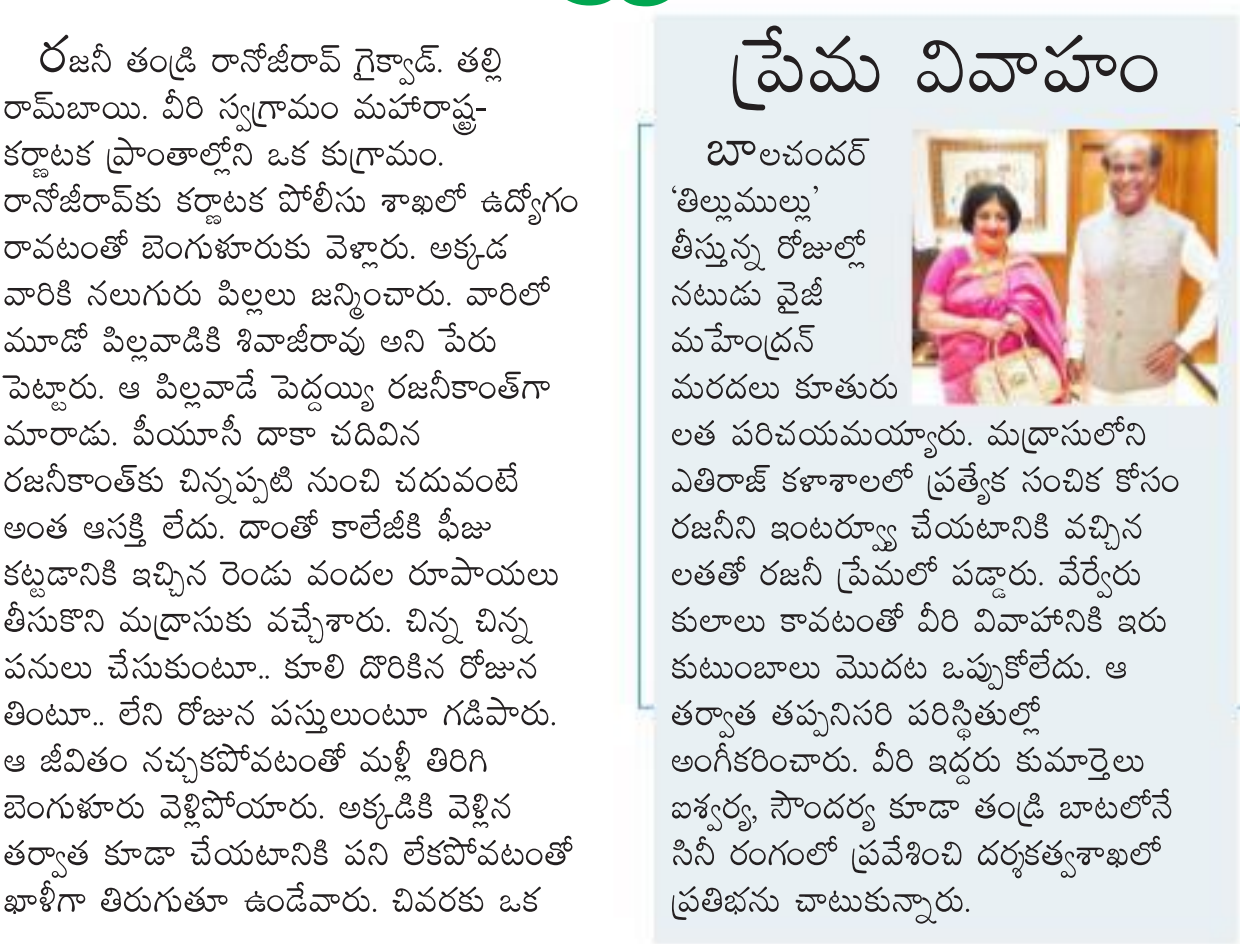 రజనీ తండ్రి రానోజీరావ్ గైక్వాడ్. తల్లి
రామ్‌బాయి. వీరి స్వగ్రామం మహారాష్ట్ర-
కర్ణాటక ప్రాంతాల్లోని ఒక కుగ్రామం.
రానోజీరావ్‌కు కర్ణాటక పోలీసు శాఖలో ఉద్యోగం
రావటంతో బెంగుళూరుకు వెళ్లారు. అక్కడ
వారికి నలుగురు పిల్లలు జన్మించారు. వారిలో
మూడో పిల్లవాడికి శివాజీరావు అని పేరు
పెట్టారు. ఆ పిల్లవాడే పెద్దయ్యి రజనీకాంత్‌గా
మారాడు. పీయూసీ దాకా చదివిన
రజనీకాంత్‌కు చిన్నప్పటి నుంచి చదువంటే
అంత ఆసక్తి లేదు. దాంతో కాలేజీకి ఫీజు
కట్టడానికి ఇచ్చిన రెండు వందల రూపాయలు
తీసుకొని మద్రాసుకు వచ్చేశారు. చిన్న చిన్న
పనులు చేసుకుంటూ.. కూలి దొరికిన రోజున
తింటూ.. లేని రోజున పస్తులుంటూ గడిపారు.
ఆ జీవితం నచ్చకపోవటంతో మళ్లీ తిరిగి
బెంగుళూరు వెళ్లిపోయారు. అక్కడికి వెళ్లిన
తర్వాత కూడా చేయటానికి పని లేకపోవటంతో
ఖాళీగా తిరుగుతూ ఉండేవారు. చివరకు ఒక
ప్రేమ వివాహం
బాలచందర్
‘తిల్లుముల్లు’
తీస్తున్న రోజుల్లో
నటుడు వైజీ
మహేంద్రన్
మరదలు కూతురు
లత పరిచయమయ్యారు. మద్రాసులోని
ఎతిరాజ్ కళాశాలలో ప్రత్యేక సంచిక కోసం
రజనీని ఇంటర్వ్యూ చేయటానికి వచ్చిన
లతతో రజనీ ప్రేమలో పడ్డారు. వేర్వేరు
కులాలు కావటంతో వీరి వివాహానికి ఇరు
కుటుంబాలు మొదట ఒప్పుకోలేదు. ఆ
తర్వాత తప్పనిసరి పరిస్థితుల్లో
అంగీకరించారు. వీరి ఇద్దరు కుమార్తెలు
ఐశ్వర్య, సౌందర్య కూడా తండ్రి బాటలోనే
సినీ రంగంలో ప్రవేశించి దర్శకత్వశాఖలో
ప్రతిభను చాటుకున్నారు.